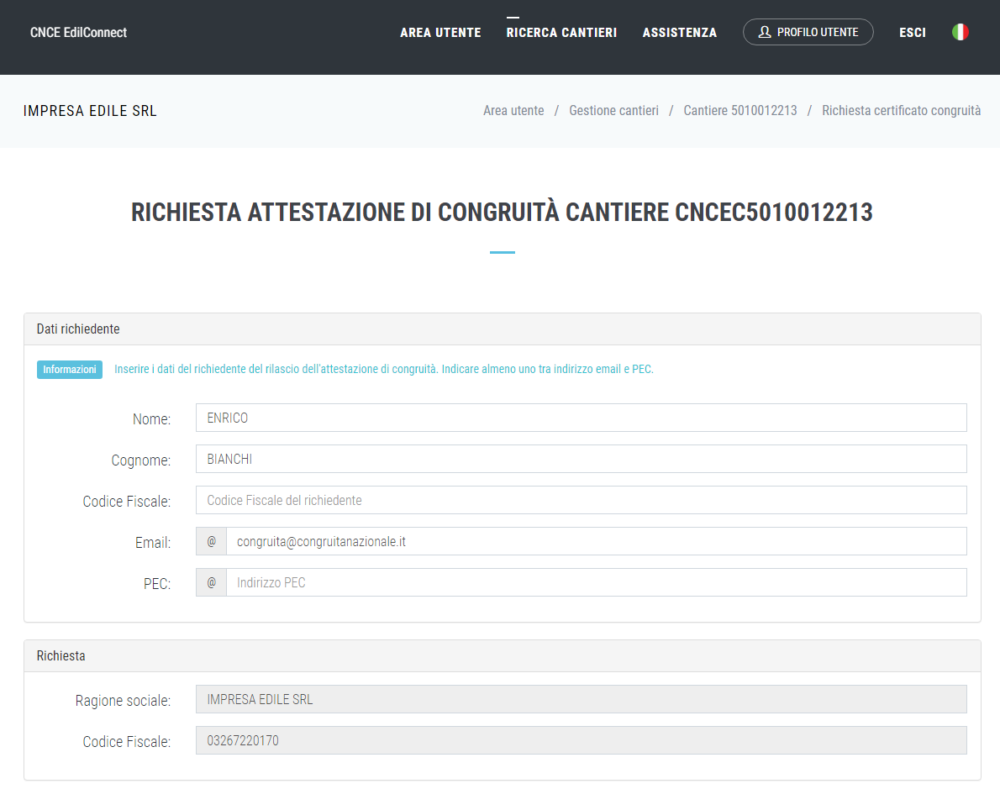 CNCE EdilConnect
AREA UTENTE RICERCA CANTIERI ASSISTENZA PROFILO UTENTE ESCI
IMPRESA EDILE SRL
Area utente / Gestione cantieri / Cantiere 5010012213 / Richiesta certificato congruità
RICHIESTA ATTESTAZIONE DI CONGRUITÀ CANTIERE CNCEC5010012213
Dati richiedente
Informazioni Inserire i dati del richiedente del rilascio dell'attestazione di congruità. Indicare almeno uno tra indirizzo email e PEC.
Nome: ENRICO
Cognome: BIANCHI
Codice Fiscale: Codice Fiscale del richiedente
Email: @ congruita@congruitanazionale.it
PEC: @ Indirizzo PEC
Richiesta
Ragione sociale: IMPRESA EDILE SRL
Codice Fiscale: 03267220170